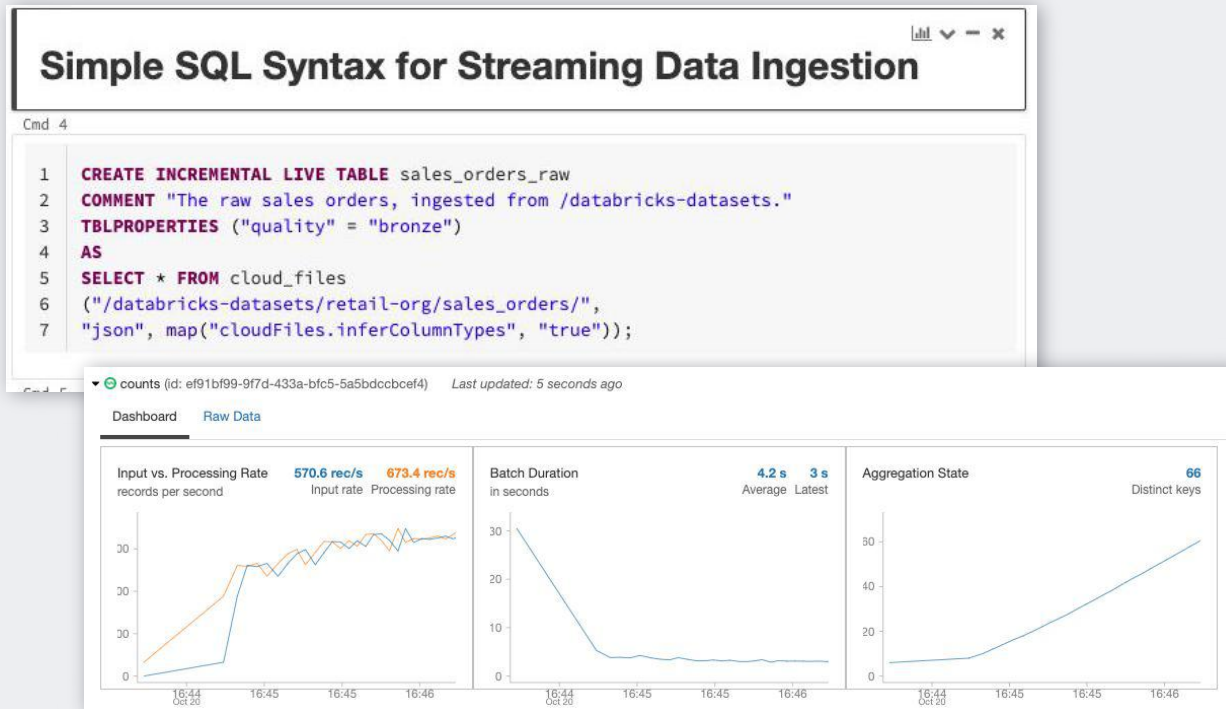 Simple SQL Syntax for Streaming Data Ingestion
Cmd 4
1 CREATE INCREMENTAL LIVE TABLE sales_orders_raw
2 COMMENT "The raw sales orders, ingested from /databricks-datasets."
3 TBLPROPERTIES ("quality" = "bronze")
4 AS
5 SELECT * FROM cloud_files
6 ("/databricks-datasets/retail-org/sales_orders/",
7 "json", map("cloudFiles.inferColumnTypes", "true"));
counts (id: ef91bf99-9f7d-433a-bfc5-5a5bdccbcef4) Last updated: 5 seconds ago
Dashboard Raw Data
Input vs. Processing Rate 570.6 rec/s 673.4 rec/s
records per second Input rate Processing rate
0
16:44 16:45 16:45 16:46
Oct 20
Batch Duration 4.2 s 3 s
in seconds Average Latest
30
20
10
0
16:44 16:45 16:45 16:46
Oct 20
Aggregation State 66
Distinct keys
60
40
20
0
16:44 16:45 16:45 16:46
Oct 20